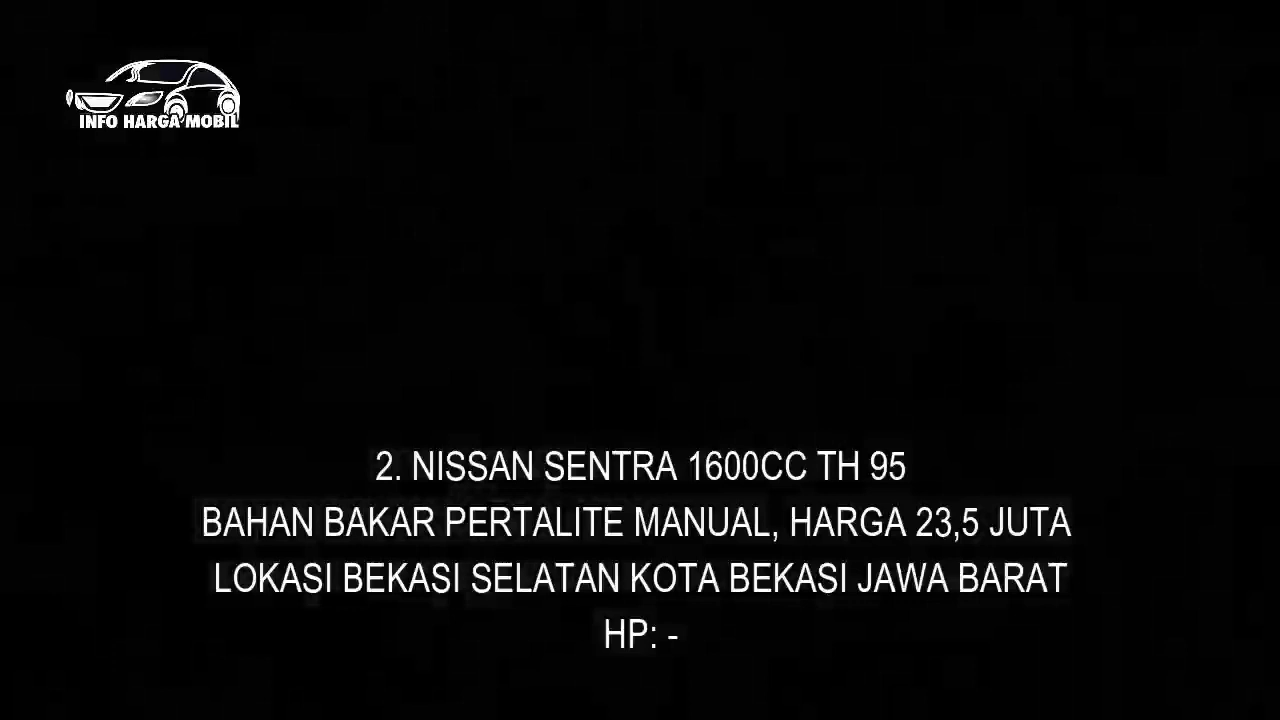 INFO HARGA MOBIL
2. NISSAN SENTRA 1600CC TH 95
BAHAN BAKAR PERTALITE MANUAL, HARGA 23,5 JUTA
LOKASI BEKASI SELATAN KOTA BEKASI JAWA BARAT
HP: -